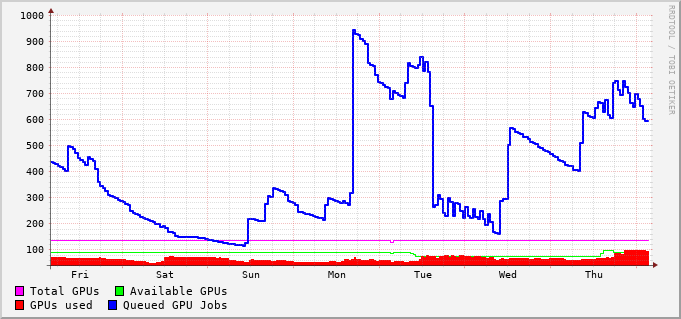 1000
900
800
700
600
500
400
300
200
100
Fri Sat Sun Mon Tue Wed Thu
Total GPUs Available GPUs
GPUs used Queued GPU Jobs
RRDTOOL / TOBI OETIKER